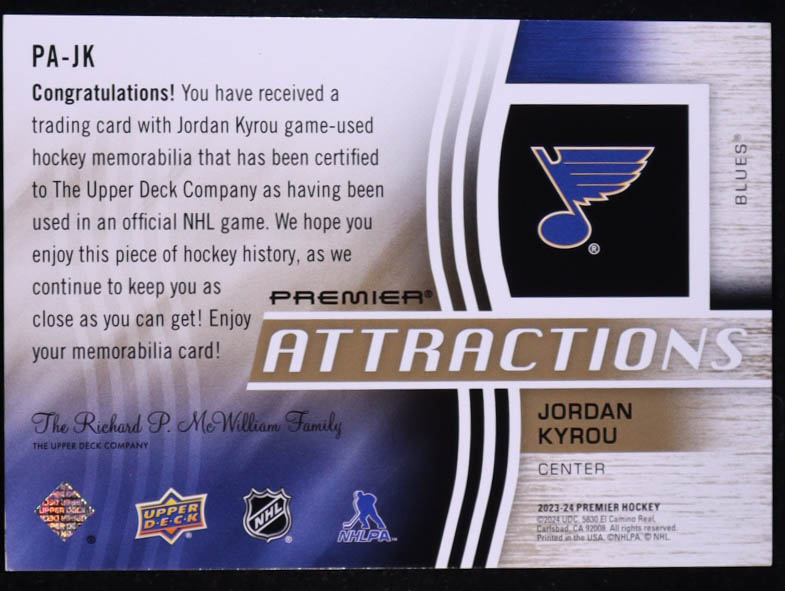 PA-JK
Congratulations! You have received a
trading card with Jordan Kyrou game-used
hockey memorabilia that has been certified
to The Upper Deck Company as having been
used in an official NHL game. We hope you
enjoy this piece of hockey history, as we
continue to keep you as
close as you can get! Enjoy
your memorabilia card!
The Richard P. McWilliam Family
THE UPPER DECK COMPANY
BLUES®
®
PREMIER®
ATTRACTIONS
JORDAN
KYROU
CENTER
2023-24 PREMIER HOCKEY
©2024 UDC, 5830 El Camino Real,
Carlsbad, CA 92008. All rights reserved.
Printed in the USA. ©NHLPA. © NHL.
UPPER
D·E·C·K
NHL
NHLPA